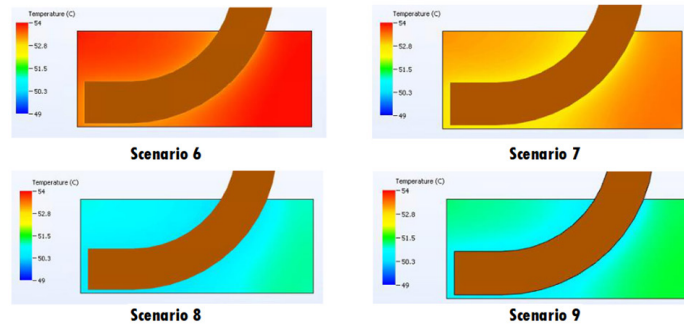 Temperature (C)
54
52.8
51.5
50.3
49
Scenario 6
Temperature (C)
54
52.8
51.5
50.3
49
Scenario 7
Temperature (C)
54
52.8
51.5
50.3
49
Scenario 8
Temperature (C)
54
52.8
51.5
50.3
49
Scenario 9